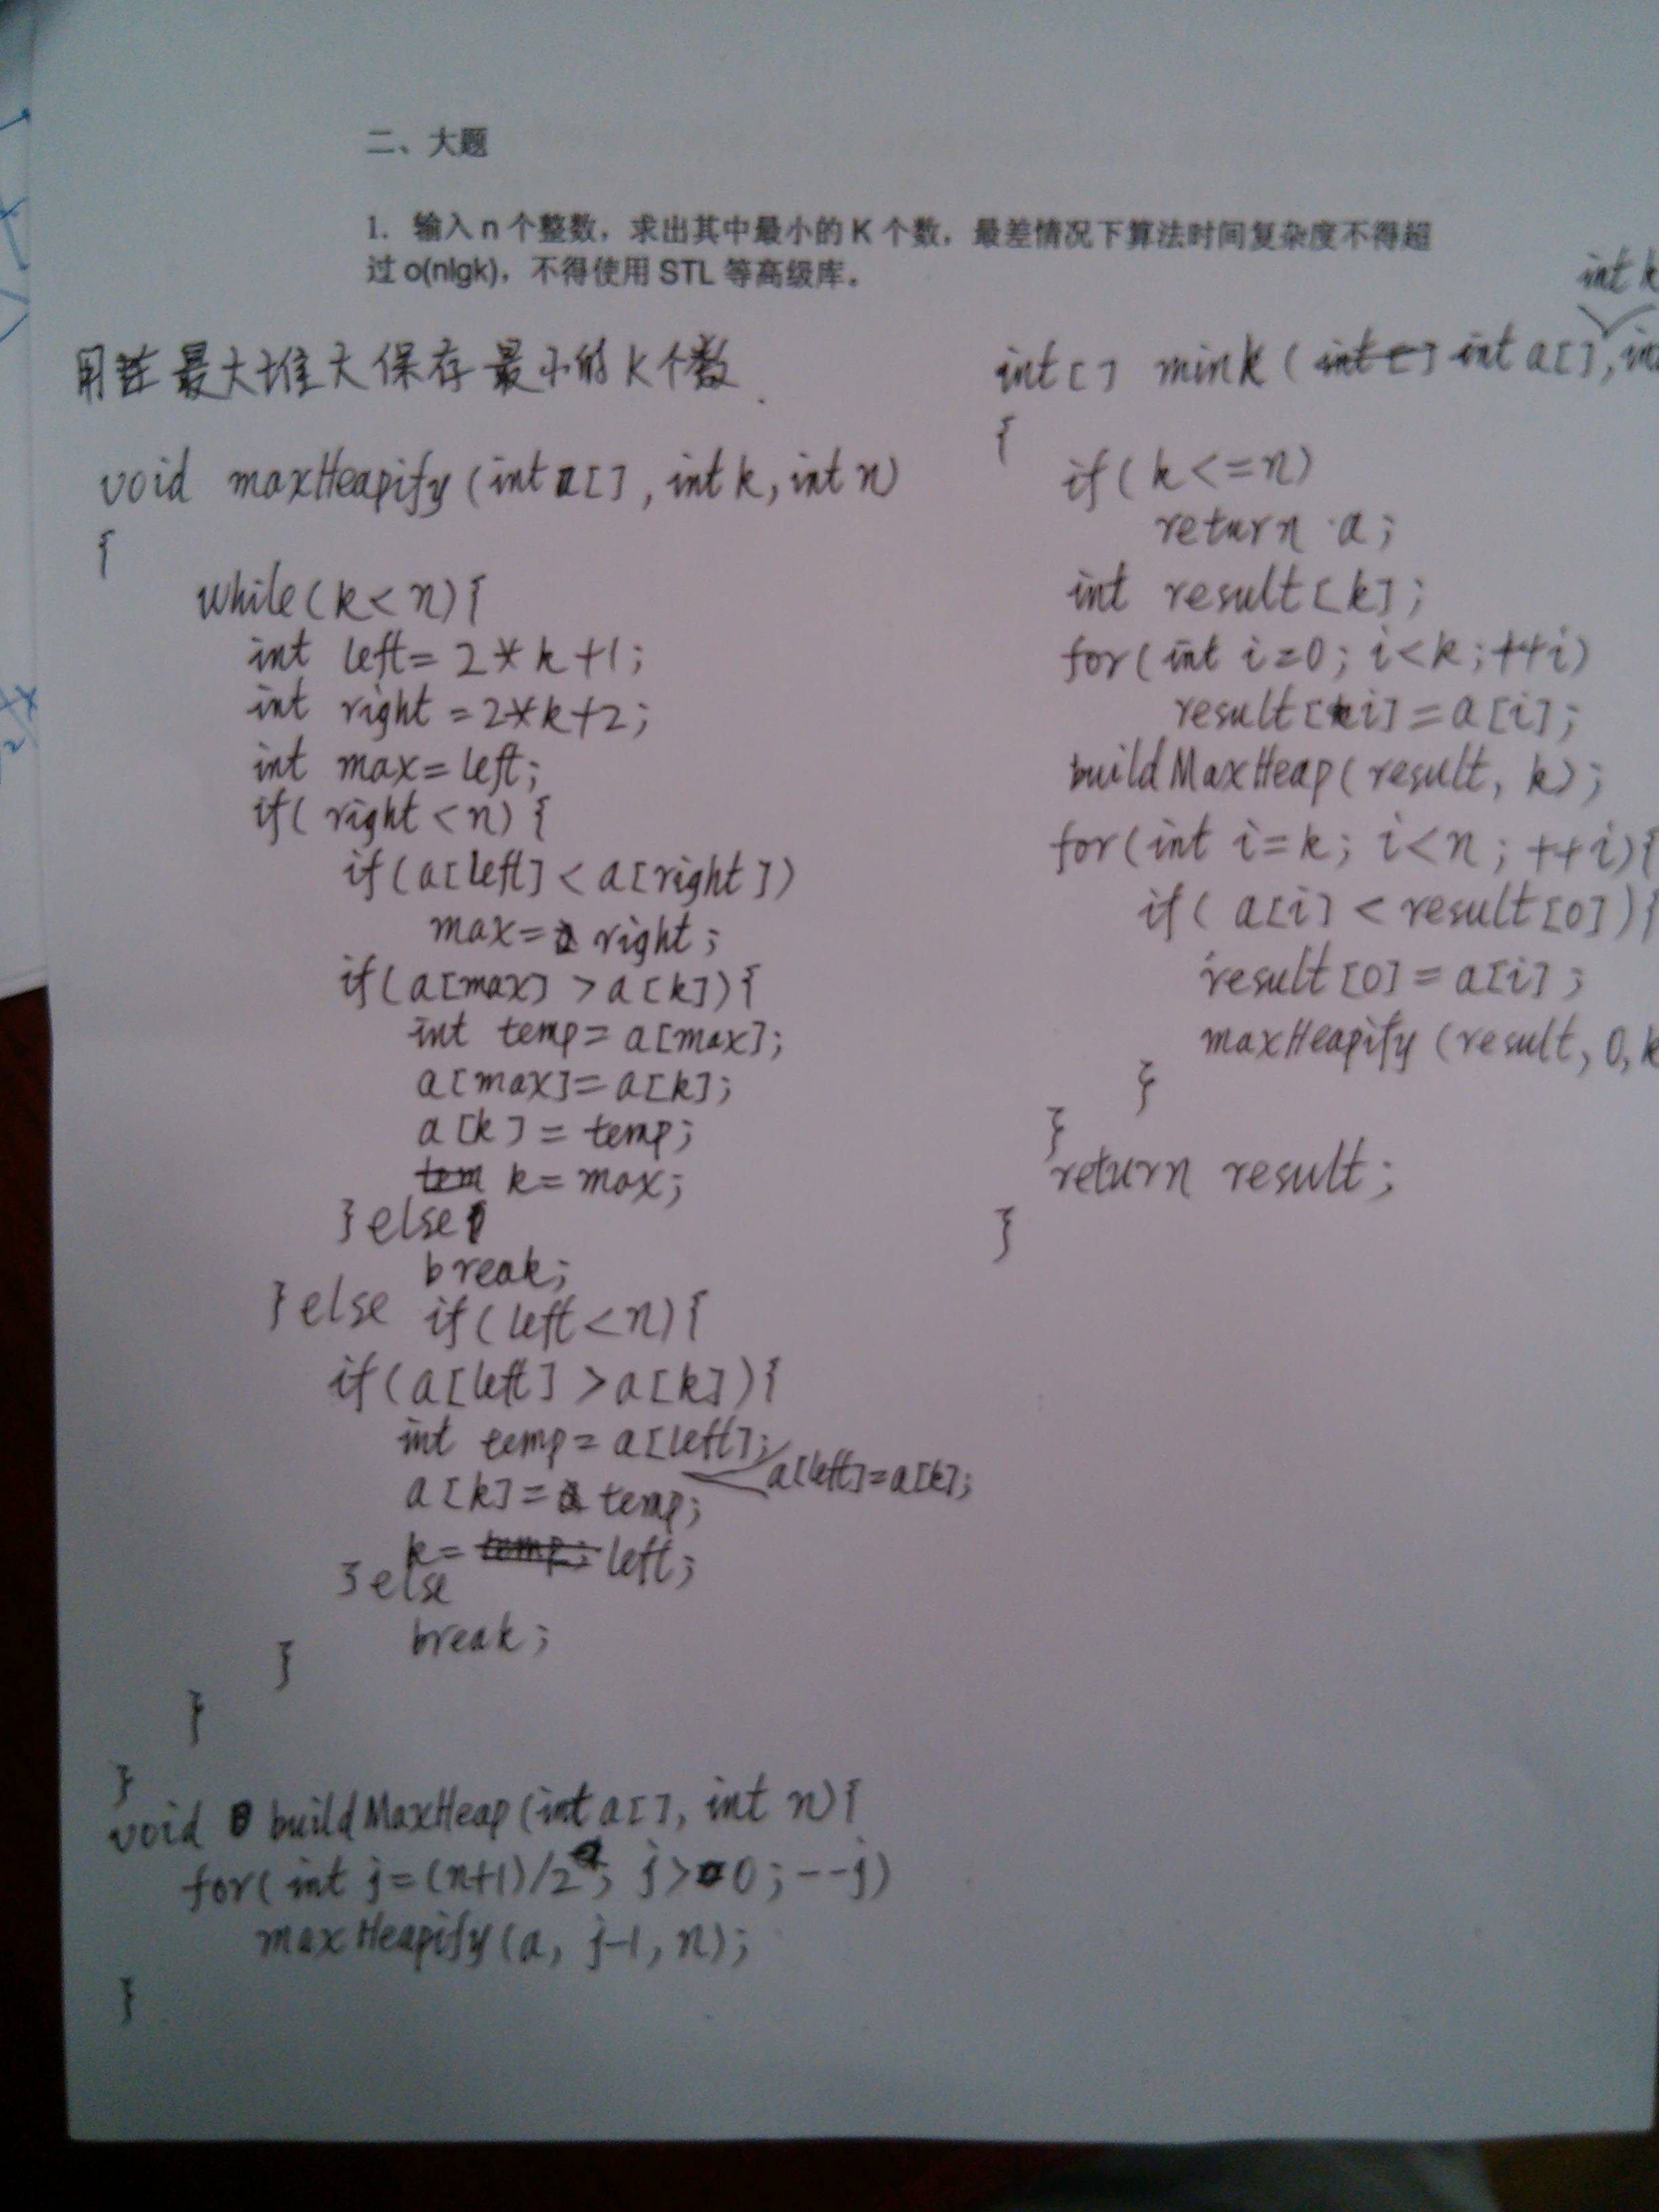 二、大题
1. 输入 n 个整数，求出其中最小的 K 个数，最差情况下算法时间复杂度不得超
过 o(nlgk)，不得使用 STL 等高级库。
最大堆大保存最小的K个数.
void maxHeapify(int a[], int k, int n)
{
while(k<n){
int left=2*k+1;
int right=2*k+2;
int max=left;
if(right<n){
if(a[left]<a[right])
max=right;
if(a[max]>a[k]){
int temp=a[max];
a[max]=a[k];
a[k]=temp;
tem k=max;
}else
break;
}else if(left<n){
if(a[left]>a[k]){
int temp=a[left];
a[left]=a[k];
a[k]=temp;
k=temp; left;
}else
break;
}
}
}
void buildMaxHeap(int a[], int n){
for(int j=(n+1)/2; j>0; --j)
maxHeapify(a, j-1, n);
}
int k
int[] mink(int[] int a[], in
{
if(k<=n)
return a;
int result[k];
for(int i=0; i<k; ++i)
result[i]=a[i];
buildMaxHeap(result, k);
for(int i=k; i<n; ++i){
if(a[i]<result[0]){
result[0]=a[i];
maxHeapify(result, 0, k
}
}
return result;
}